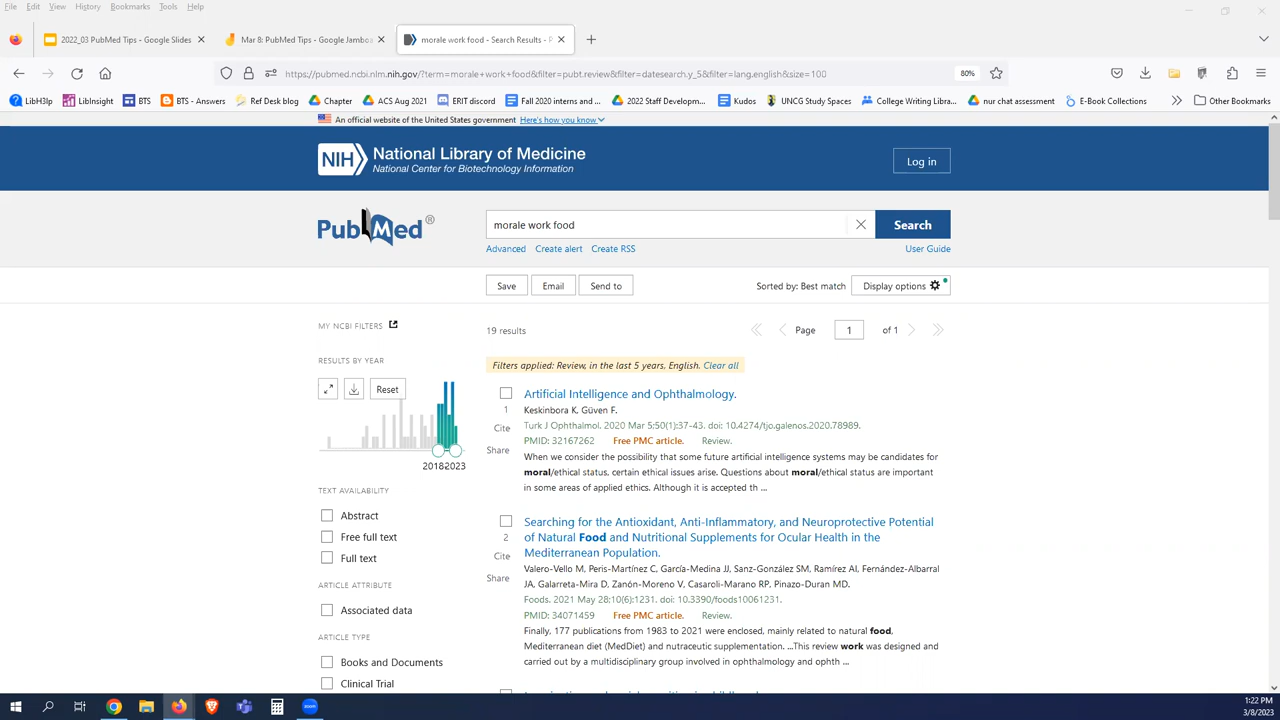 File Edit View History Bookmarks Tools Help
2022_03 PubMed Tips - Google Slides
Mar 8: PubMed Tips - Google Jamboa
morale work food - Search Results - P
https://pubmed.ncbi.nlm.nih.gov/?term=morale+work+food&filter=pubt.review&filter=datesearch.y_5&filter=lang.english&size=100
80%
LibH3lp LibInsight BTS BTS - Answers Ref Desk blog Chapter ACS Aug 2021 ERIT discord Fall 2020 interns and ... 2022 Staff Developm... Kudos UNCG Study Spaces College Writing Libra... nur chat assessment E-Book Collections Other Bookmarks
An official website of the United States government Here's how you know
NIH National Library of Medicine
National Center for Biotechnology Information
Log in
PubMed®
morale work food
Search
Advanced Create alert Create RSS User Guide
Save Email Send to
Sorted by: Best match Display options
MY NCBI FILTERS
19 results
Page 1 of 1
RESULTS BY YEAR
Reset
20182023
Filters applied: Review, in the last 5 years, English. Clear all
TEXT AVAILABILITY
Abstract
Free full text
Full text
ARTICLE ATTRIBUTE
Associated data
ARTICLE TYPE
Books and Documents
Clinical Trial
Artificial Intelligence and Ophthalmology.
1
Cite
Share
Keskinbora K, Güven F.
Turk J Ophthalmol. 2020 Mar 5;50(1):37-43. doi: 10.4274/tjo.galenos.2020.78989.
PMID: 32167262 Free PMC article. Review.
When we consider the possibility that some future artificial intelligence systems may be candidates for
moral/ethical status, certain ethical issues arise. Questions about moral/ethical status are important
in some areas of applied ethics. Although it is accepted th ...
Searching for the Antioxidant, Anti-Inflammatory, and Neuroprotective Potential
of Natural Food and Nutritional Supplements for Ocular Health in the
Mediterranean Population.
2
Cite
Share
Valero-Vello M, Peris-Martínez C, García-Medina JJ, Sanz-González SM, Ramírez AI, Fernández-Albarral
JA, Galarreta-Mira D, Zanón-Moreno V, Casaroli-Marano RP, Pinazo-Duran MD.
Foods. 2021 May 28;10(6):1231. doi: 10.3390/foods10061231.
PMID: 34071459 Free PMC article. Review.
Finally, 177 publications from 1983 to 2021 were enclosed, mainly related to natural food,
Mediterranean diet (MedDiet) and nutraceutic supplementation. ...This review work was designed and
carried out by a multidisciplinary group involved in ophthalmology and ophth ...
zoom
1:22 PM
3/8/2023